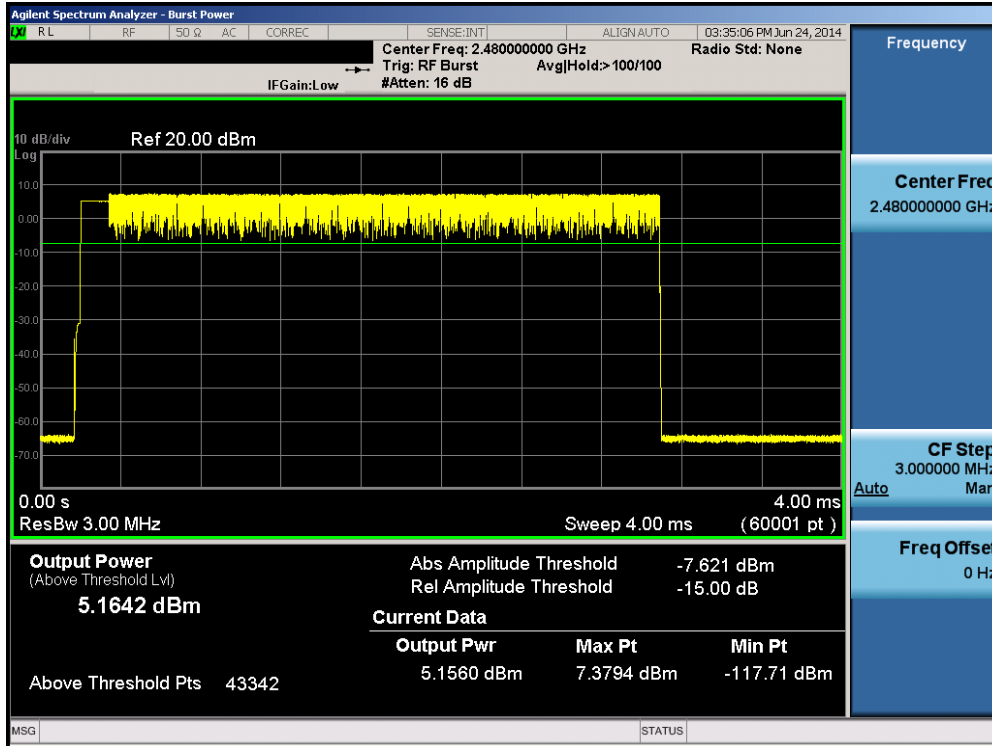 Agilent Spectrum Analyzer - Burst Power
LXI RL RF 50 Ω AC CORREC SENSE:INT ALIGN AUTO 03:35:06 PM Jun 24, 2014
Center Freq: 2.480000000 GHz Radio Std: None
Trig: RF Burst Avg|Hold:>100/100
IFGain:Low #Atten: 16 dB
Frequency
10 dB/div Ref 20.00 dBm
Log
10.0
0.00
-10.0
-20.0
-30.0
-40.0
-50.0
-60.0
-70.0
0.00 s 4.00 ms
ResBw 3.00 MHz Sweep 4.00 ms (60001 pt )
Center Freq
2.480000000 GHz
CF Step
3.000000 MHz
Auto Man
Freq Offset
0 Hz
Output Power
(Above Threshold Lvl)
5.1642 dBm
Above Threshold Pts 43342
Abs Amplitude Threshold -7.621 dBm
Rel Amplitude Threshold -15.00 dB
Current Data
Output Pwr Max Pt Min Pt
5.1560 dBm 7.3794 dBm -117.71 dBm
MSG STATUS